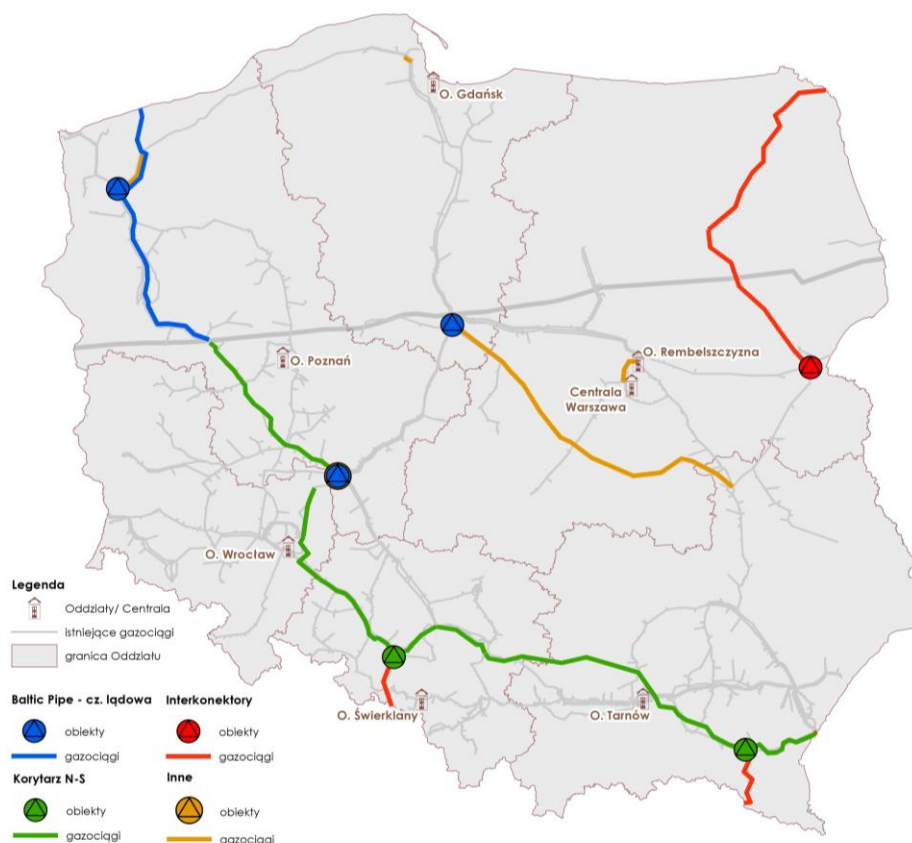 O. Gdańsk
O. Poznań
O. Rembelszczyzna
Centrala
Warszawa
O. Wrocław
O. Świerklany
O. Tarnów
Legenda
Oddziały/ Centrala
istniejące gazociągi
granica Oddziału
Baltic Pipe - cz. lądowa
obiekty
gazociągi
Interkonektory
obiekty
gazociągi
Korytarz N-S
obiekty
gazociągi
Inne
obiekty
gazociągi